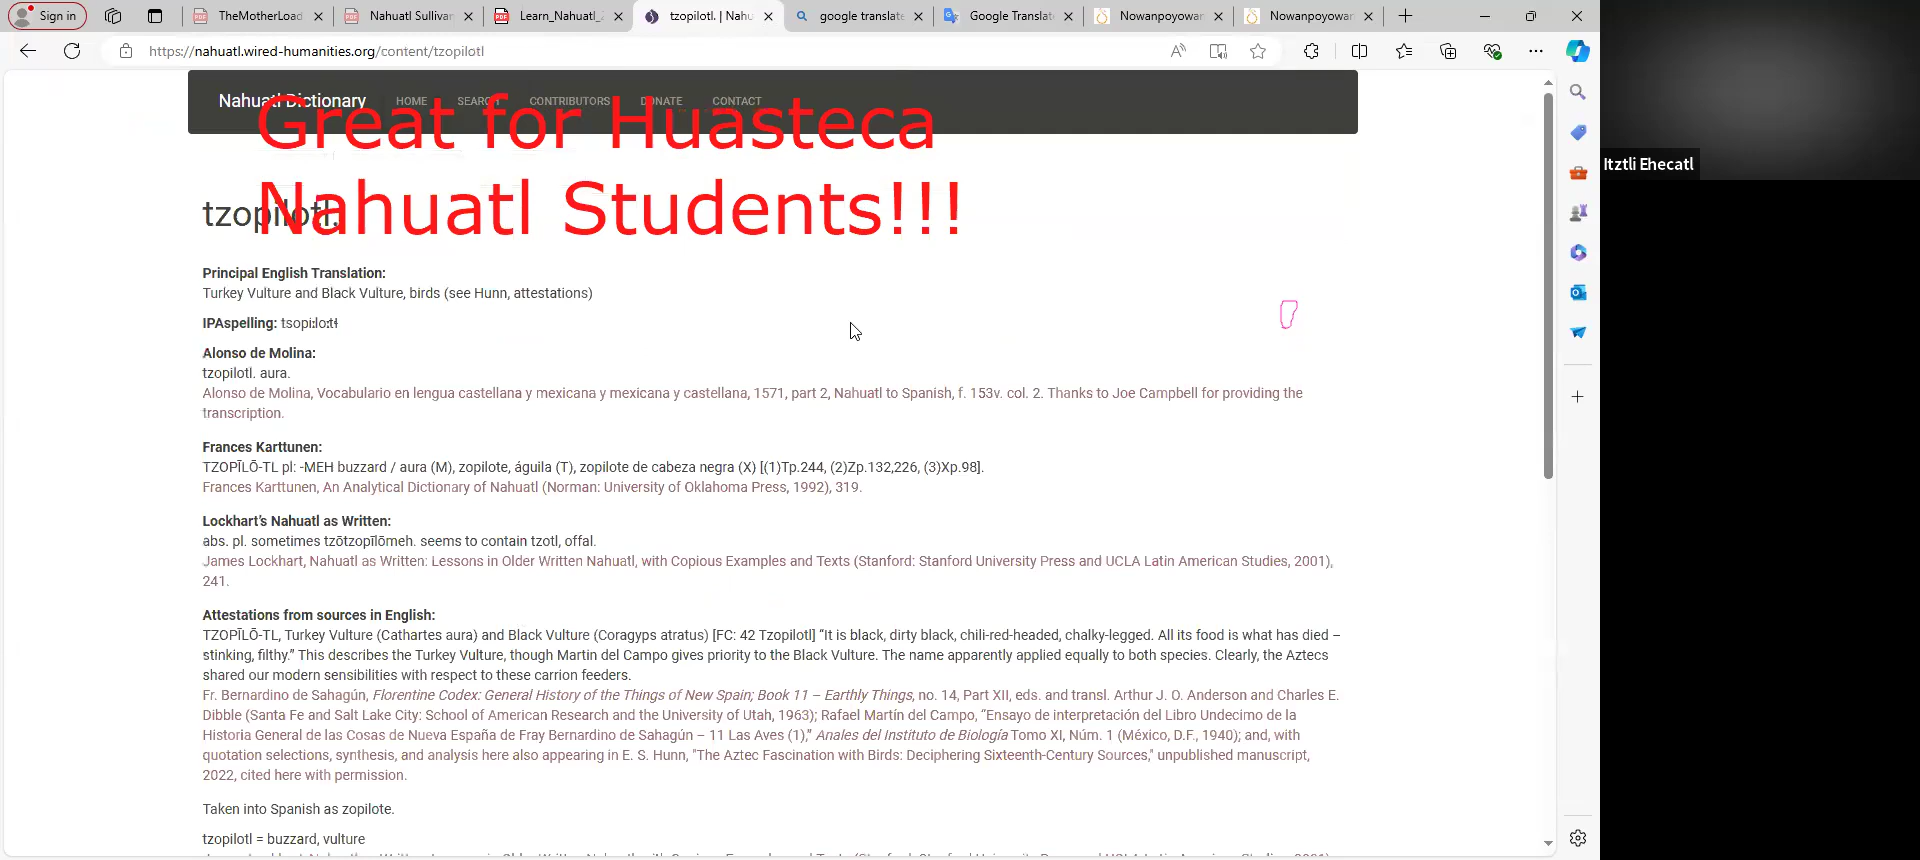 Sign in
TheMotherLoad
Nahuatl Sullivan
Learn_Nahuatl_2
tzopilotl. | Nahu
google translate
Google Translate
Nowanpoyowan
Nowanpoyowan
https://nahuatl.wired-humanities.org/content/tzopilotl
Nahuatl Dictionary HOME SEARCH CONTRIBUTORS DONATE CONTACT
Great for Huasteca
Nahuatl Students!!!
tzopilotl.
Itztli Ehecatl
Principal English Translation:
Turkey Vulture and Black Vulture, birds (see Hunn, attestations)
IPAspelling: tsopiːloːtɬ
Alonso de Molina:
tzopilotl. aura.
Alonso de Molina, Vocabulario en lengua castellana y mexicana y mexicana y castellana, 1571, part 2, Nahuatl to Spanish, f. 153v. col. 2. Thanks to Joe Campbell for providing the
transcription.
Frances Karttunen:
TZOPĪLŌ-TL pl: -MEH buzzard / aura (M), zopilote, águila (T), zopilote de cabeza negra (X) [(1)Tp.244, (2)Zp.132,226, (3)Xp.98].
Frances Karttunen, An Analytical Dictionary of Nahuatl (Norman: University of Oklahoma Press, 1992), 319.
Lockhart’s Nahuatl as Written:
abs. pl. sometimes tzōtzopīlōmeh. seems to contain tzotl, offal.
James Lockhart, Nahuatl as Written: Lessons in Older Written Nahuatl, with Copious Examples and Texts (Stanford: Stanford University Press and UCLA Latin American Studies, 2001),
241.
Attestations from sources in English:
TZOPĪLŌ-TL, Turkey Vulture (Cathartes aura) and Black Vulture (Coragyps atratus) [FC: 42 Tzopilotl] “It is black, dirty black, chili-red-headed, chalky-legged. All its food is what has died –
stinking, filthy.” This describes the Turkey Vulture, though Martin del Campo gives priority to the Black Vulture. The name apparently applied equally to both species. Clearly, the Aztecs
shared our modern sensibilities with respect to these carrion feeders.
Fr. Bernardino de Sahagún, Florentine Codex: General History of the Things of New Spain; Book 11 – Earthly Things, no. 14, Part XII, eds. and transl. Arthur J. O. Anderson and Charles E.
Dibble (Santa Fe and Salt Lake City: School of American Research and the University of Utah, 1963); Rafael Martín del Campo, “Ensayo de interpretación del Libro Undecimo de la
Historia General de las Cosas de Nueva España de Fray Bernardino de Sahagún – 11 Las Aves (1),” Anales del Instituto de Biología Tomo XI, Núm. 1 (México, D.F., 1940); and, with
quotation selections, synthesis, and analysis here also appearing in E. S. Hunn, "The Aztec Fascination with Birds: Deciphering Sixteenth-Century Sources," unpublished manuscript,
2022, cited here with permission.
Taken into Spanish as zopilote.
tzopilotl = buzzard, vulture